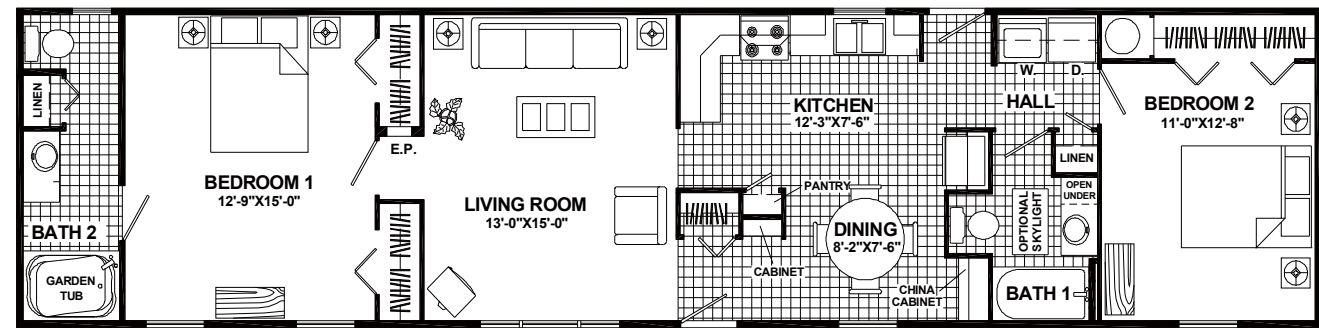 LINEN
BATH 2
GARDEN
TUB
BEDROOM 1
12'-9"X15'-0"
E.P.
LIVING ROOM
13'-0"X15'-0"
KITCHEN
12'-3"X7'-6"
PANTRY
CABINET
DINING
8'-2"X7'-6"
CHINA
CABINET
W.
D.
HALL
LINEN
OPEN
UNDER
OPTIONAL
SKYLIGHT
BATH 1
BEDROOM 2
11'-0"X12'-8"